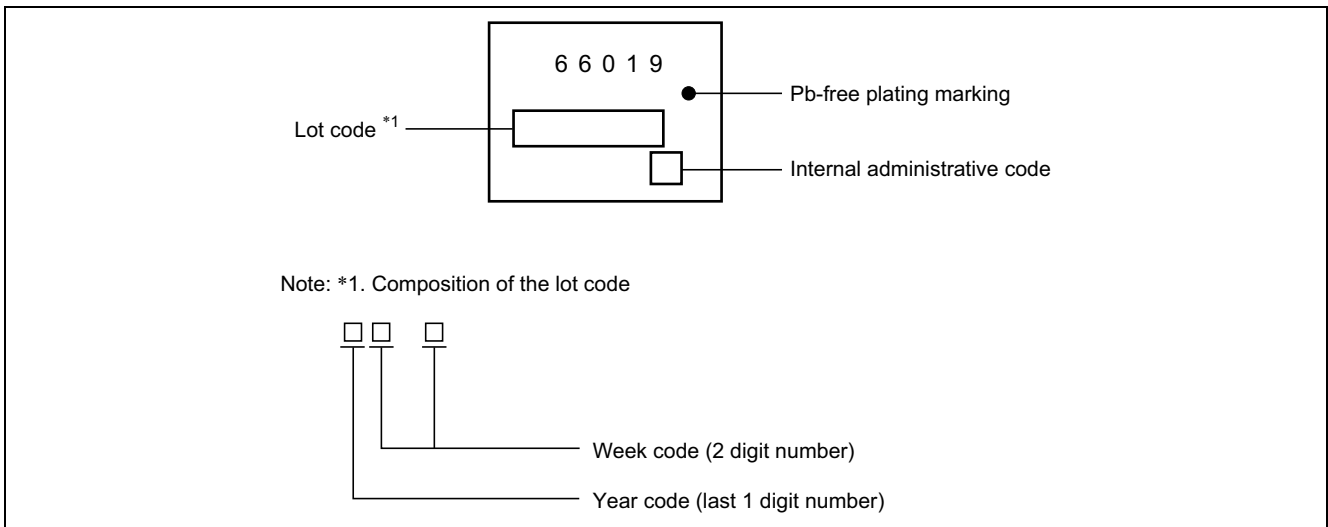 6 6 0 1 9
Pb-free plating marking
Lot code *1
Internal administrative code
Note: *1. Composition of the lot code
Week code (2 digit number)
Year code (last 1 digit number)